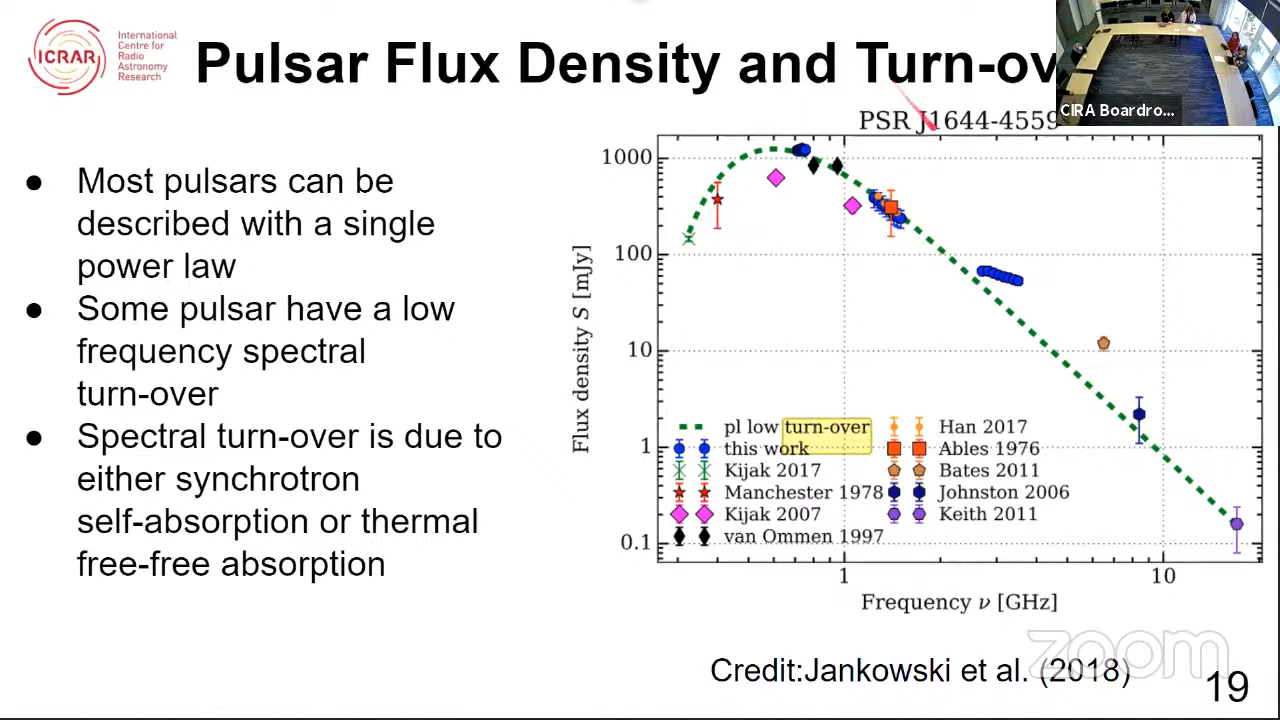 ICRAR
International
Centre for
Radio
Astronomy
Research
Pulsar Flux Density and Turn-ov
CIRA Boardro...
Most pulsars can be
described with a single
power law
Some pulsar have a low
frequency spectral
turn-over
Spectral turn-over is due to
either synchrotron
self-absorption or thermal
free-free absorption
PSR J1644-4559
Flux density S [mJy]
1000
100
10
1
0.1
pl low turn-over
this work
Kijak 2017
Manchester 1978
Kijak 2007
van Ommen 1997
Han 2017
Ables 1976
Bates 2011
Johnston 2006
Keith 2011
1
10
Frequency ν [GHz]
zoom
Credit:Jankowski et al. (2018)
19